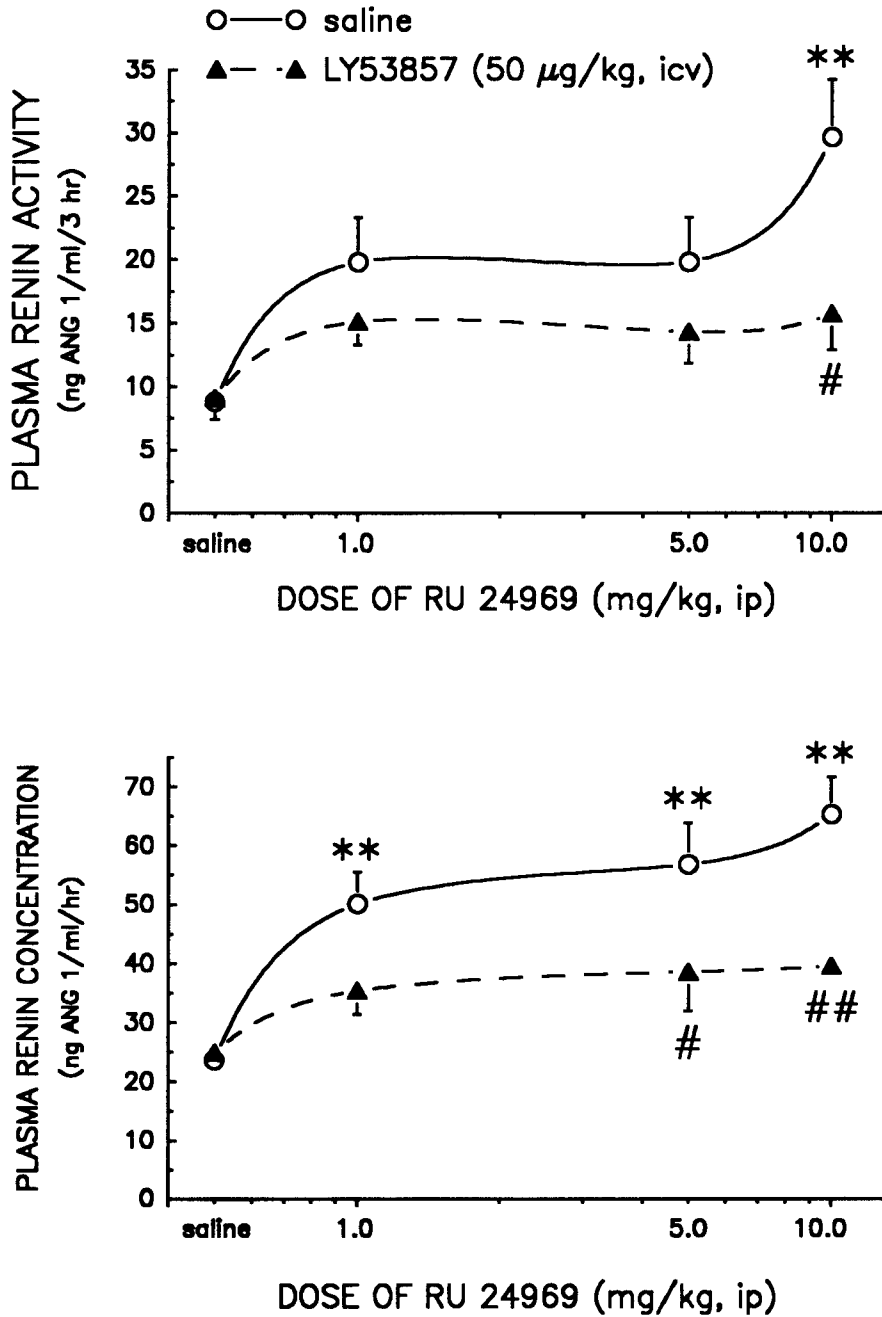 saline
LY53857 (50 μg/kg, icv)
PLASMA RENIN ACTIVITY
(ng ANG 1/ml/3 hr)
35
30
25
20
15
10
5
0
**
#
saline 1.0 5.0 10.0
DOSE OF RU 24969 (mg/kg, ip)
PLASMA RENIN CONCENTRATION
(ng ANG 1/ml/hr)
70
60
50
40
30
20
10
0
** ** **
# ##
saline 1.0 5.0 10.0
DOSE OF RU 24969 (mg/kg, ip)